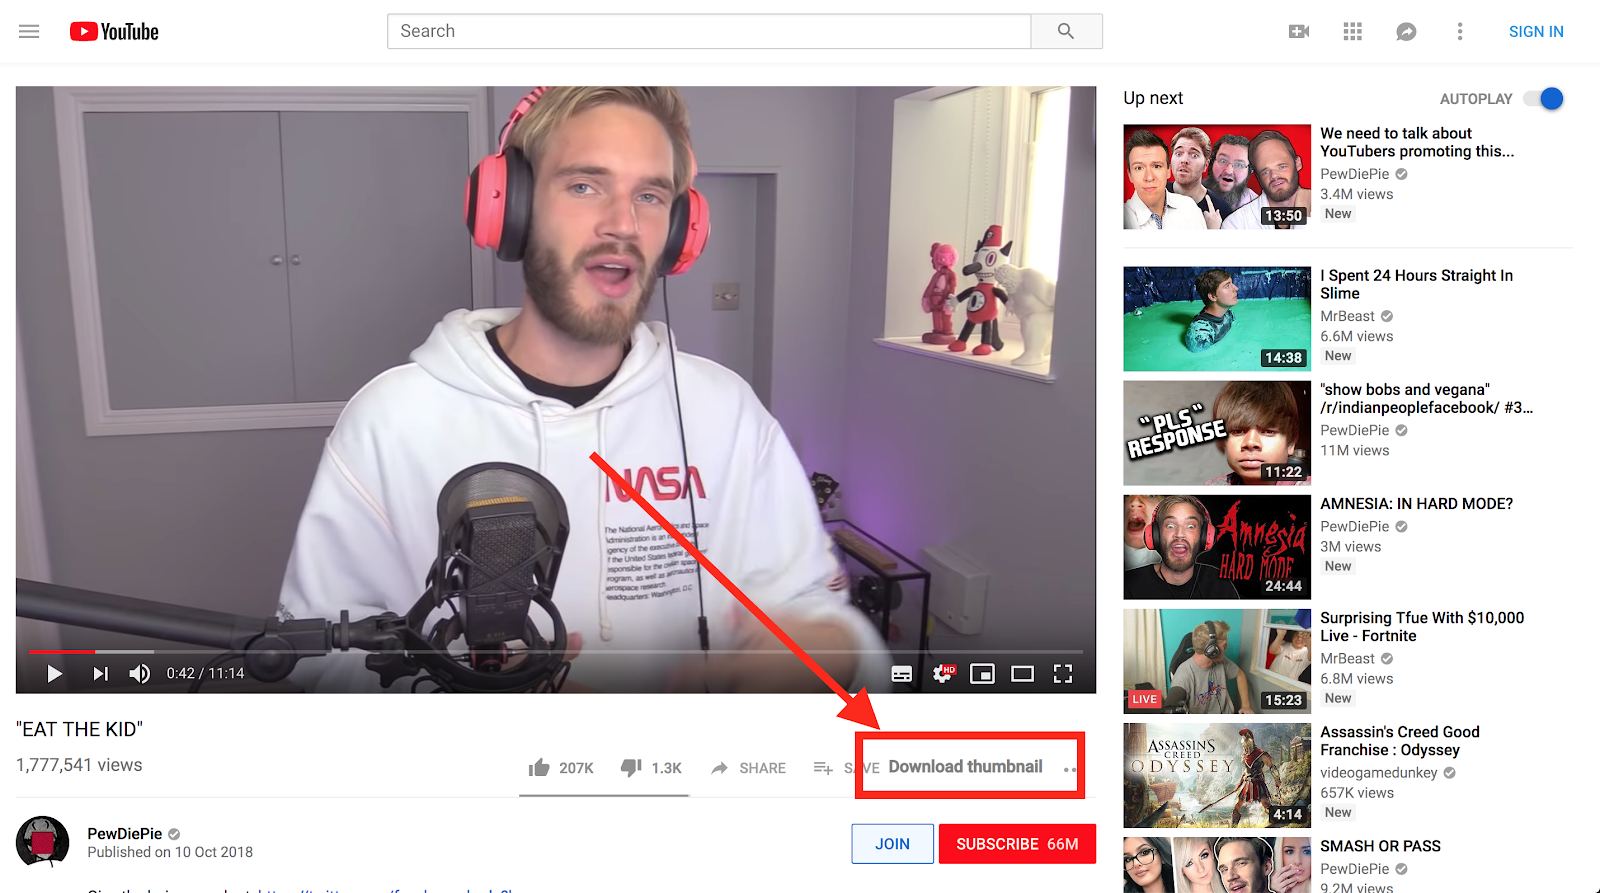 YouTube
Search
SIGN IN
NASA
The National Aeronautics and Space
Administration is an independent
agency of the executive
of the United States federal
responsible for the civilian space
program, as well as aeronautics
aerospace research
Headquarters: Washington, D.C.
0:42 / 11:14
HD
"EAT THE KID"
1,777,541 views
207K
1.3K
SHARE
SAVE
Download thumbnail
PewDiePie
Published on 10 Oct 2018
JOIN
SUBSCRIBE 66M
Up next
AUTOPLAY
13:50
We need to talk about
YouTubers promoting this...
PewDiePie
3.4M views
New
14:38
I Spent 24 Hours Straight In
Slime
MrBeast
6.6M views
New
"PLS"
RESPONSE
11:22
"show bobs and vegana"
/r/indianpeoplefacebook/ #3...
PewDiePie
11M views
Amnesia
HARD MODE
24:44
AMNESIA: IN HARD MODE?
PewDiePie
3M views
New
LIVE
15:23
Surprising Tfue With $10,000
Live - Fortnite
MrBeast
6.8M views
New
ASSASSIN'S
CREED
ODYSSEY
4:14
Assassin's Creed Good
Franchise : Odyssey
videogamedunkey
657K views
New
SMASH OR PASS
PewDiePie
9.2M views